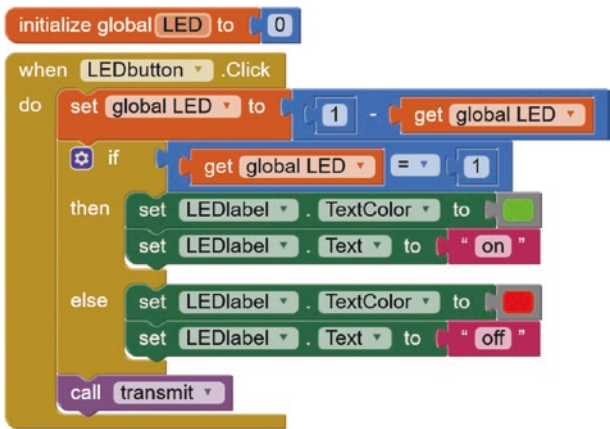 initialize global LED to 0
when LEDbutton .Click
do set global LED to 1 - get global LED
if get global LED = 1
then set LEDlabel . TextColor to
set LEDlabel . Text to " on "
else set LEDlabel . TextColor to
set LEDlabel . Text to " off "
call transmit